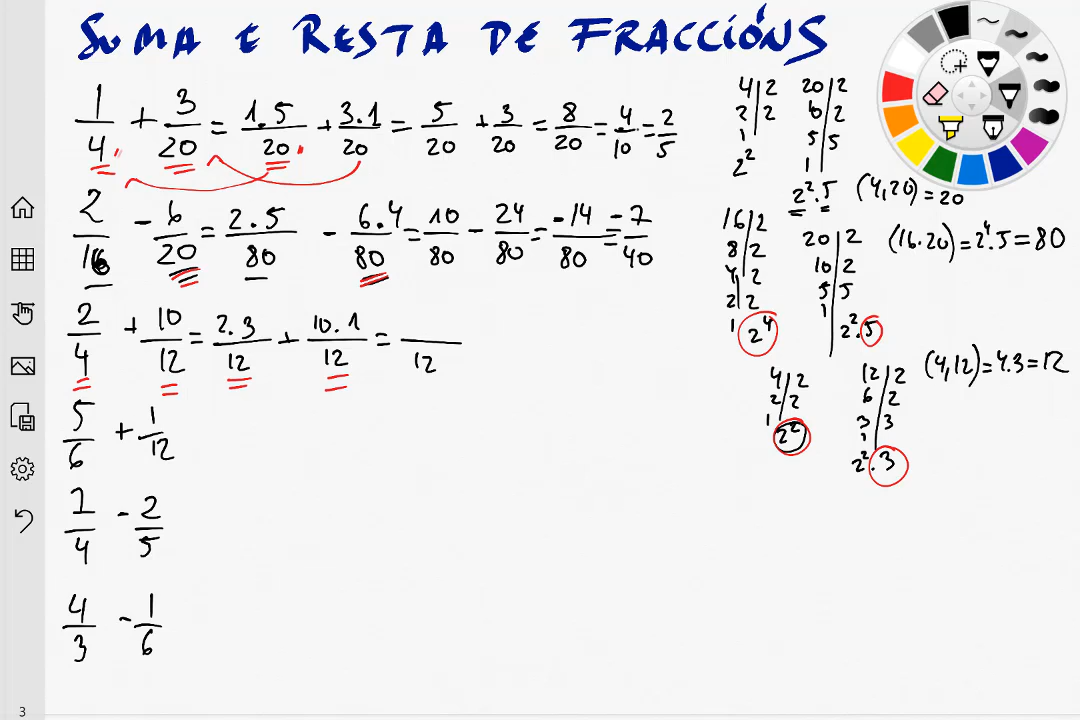 SUMA E RESTA DE FRACCIÓNS
1/4 + 3/20 = 1.5/20 + 3.1/20 = 5/20 + 3/20 = 8/20 = 4/10 = 2/5
2/16 - 6/20 = 2.5/80 - 6.4/80 = 10/80 - 24/80 = -14/80 = -7/40
2/4 + 10/12 = 2.3/12 + 10.1/12 = /12
5/6 + 1/12
1/4 - 2/5
4/3 - 1/6
4|2 20|2
2|2 10|2
1 5|5
2² 1
2².5 (4,20)=20
16|2 20|2 (16.20)=2⁴.5=80
8|2 10|2
4|2 5|5
2|2 1
1 2⁴ 2².5
4|2 12|2 (4,12)=4.3=12
2|2 6|2
1 3|3
2² 1
2².3
3